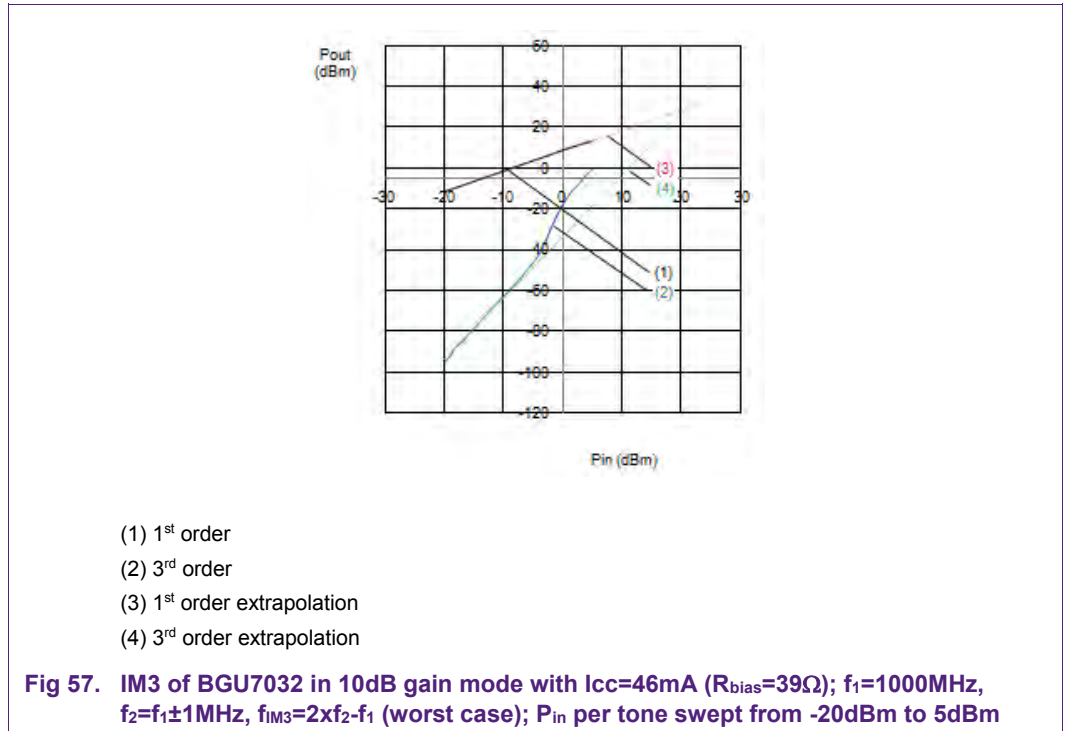 Pout
(dBm)
60
40
20
0
-30 -20 -10 0 10 20 30
-20
-40
-60
-80
-100
-120
(3)
(4)
(1)
(2)
Pin (dBm)
(1) 1st order
(2) 3rd order
(3) 1st order extrapolation
(4) 3rd order extrapolation
Fig 57. IM3 of BGU7032 in 10dB gain mode with Icc=46mA (Rbias=39Ω); f1=1000MHz,
f2=f1±1MHz, fIM3=2xf2-f1 (worst case); Pin per tone swept from -20dBm to 5dBm